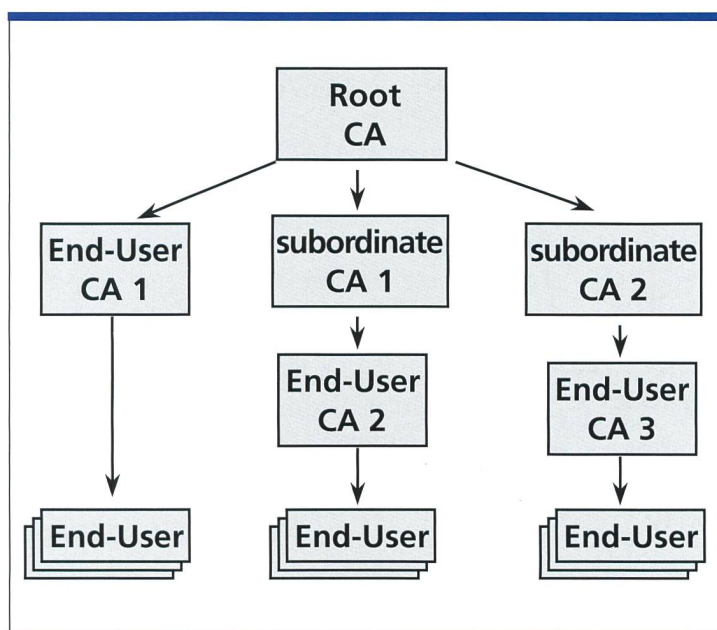 Root
CA
End-User
CA 1
subordinate
CA 1
subordinate
CA 2
End-User
CA 2
End-User
CA 3
End-User
End-User
End-User